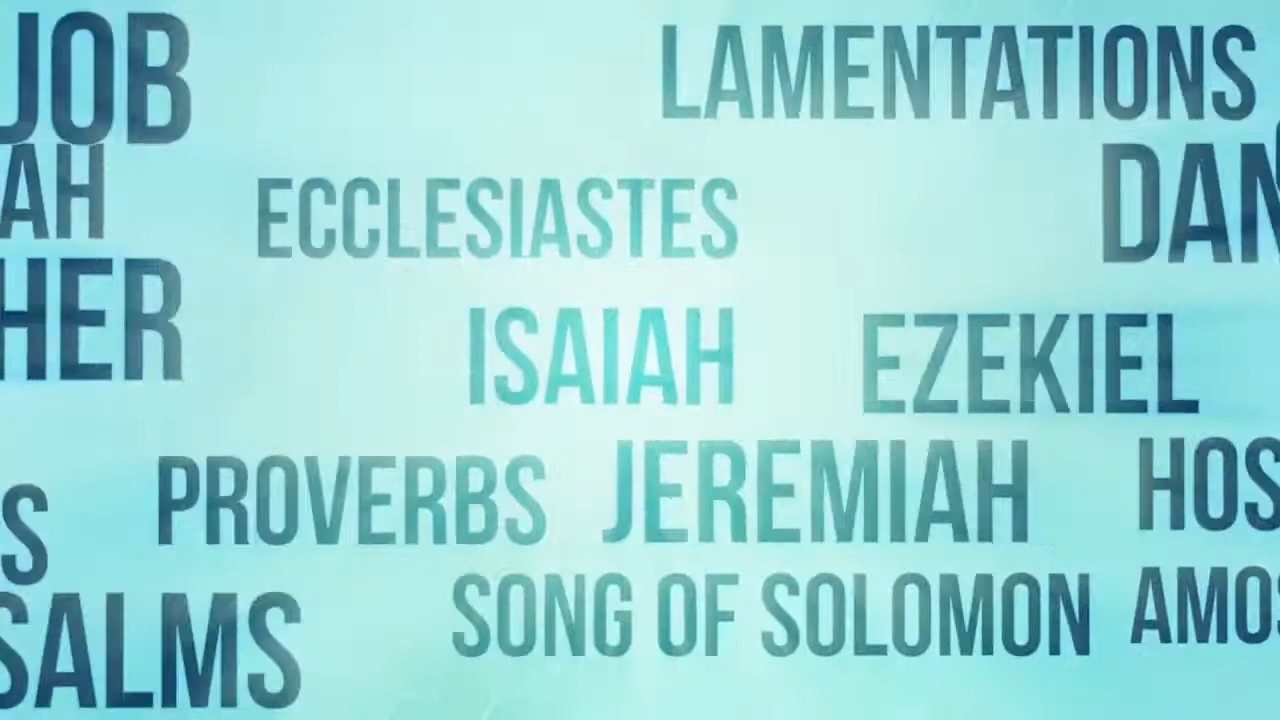 JOB
LAMENTATIONS
AH
DAN
ECCLESIASTES
HER
ISAIAH
EZEKIEL
JEREMIAH
HOS
PROVERBS
S
SONG OF SOLOMON
AMOS
SALMS